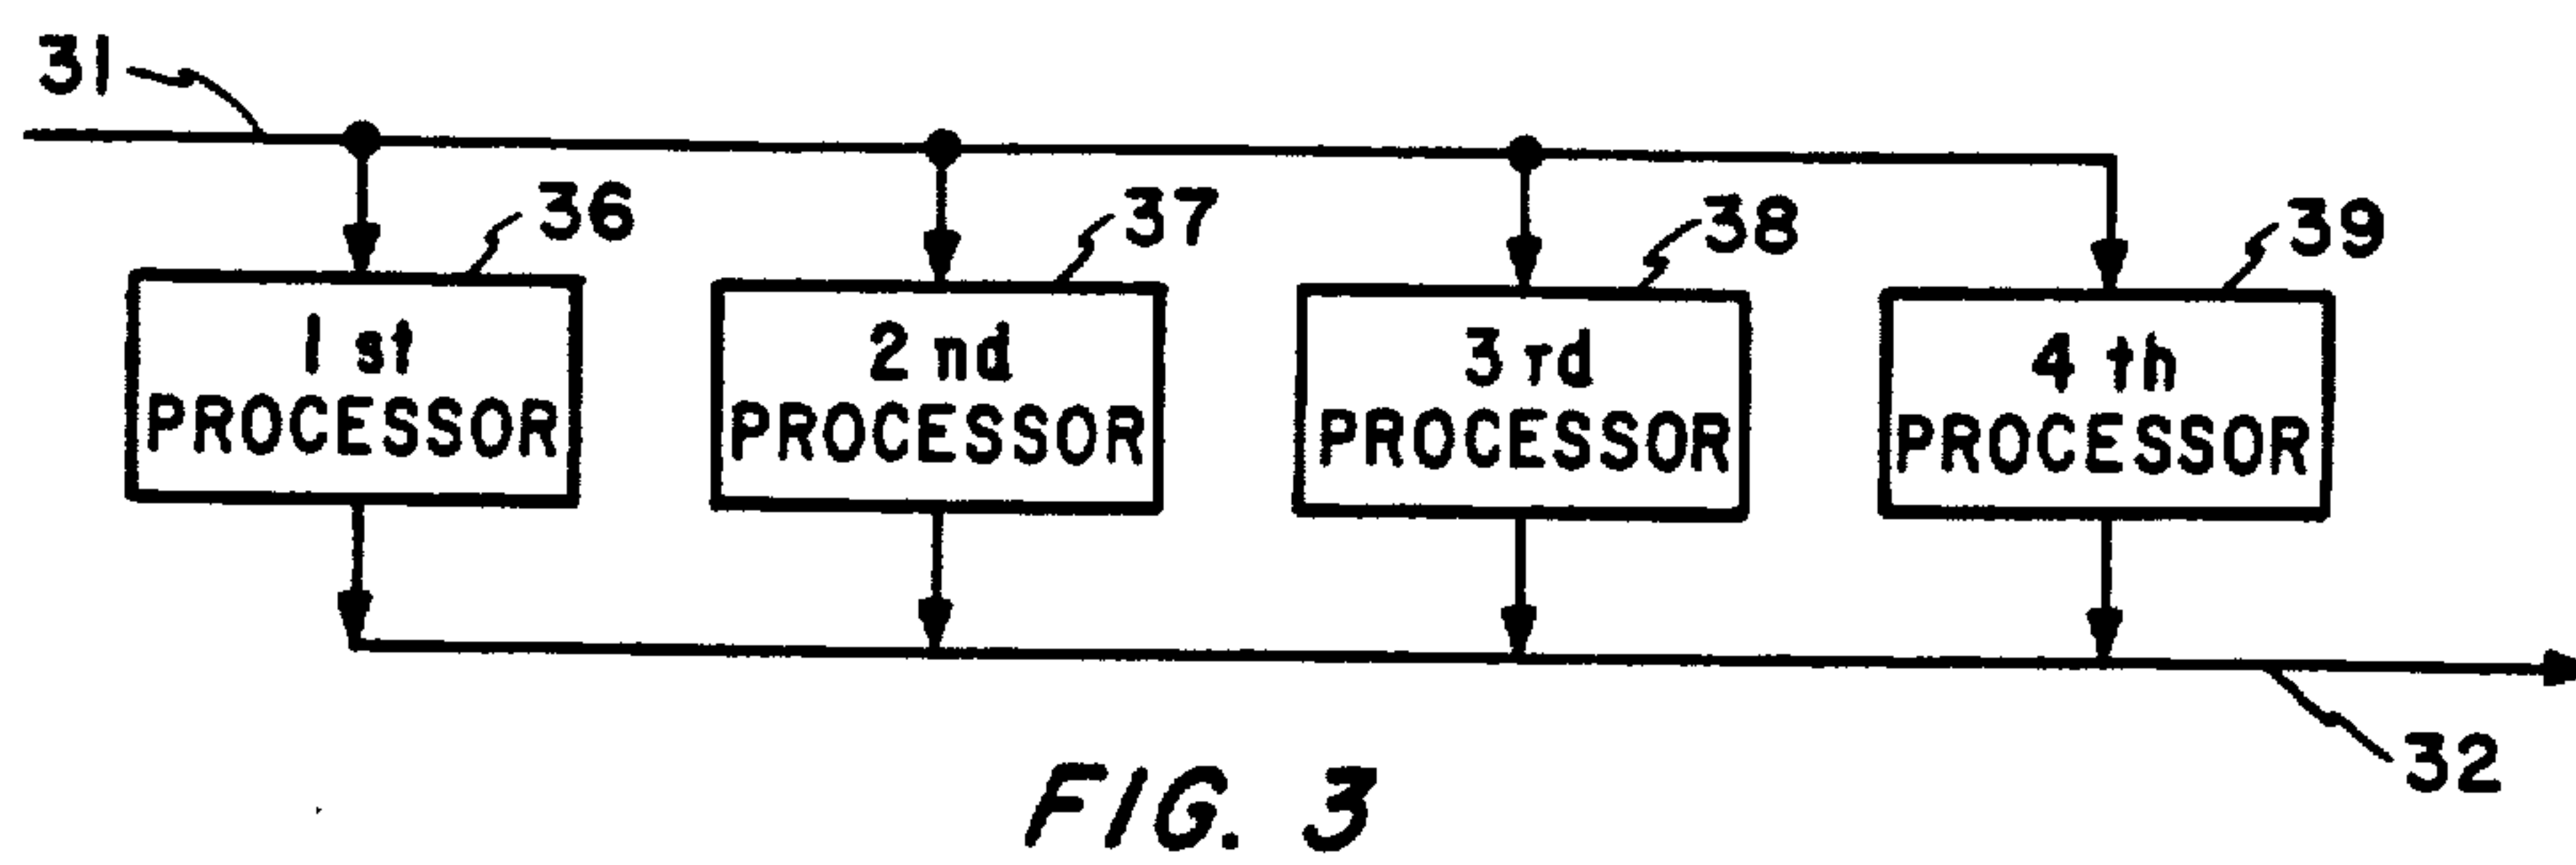 31
36
37
38
39
1 st
PROCESSOR
2 nd
PROCESSOR
3 rd
PROCESSOR
4 th
PROCESSOR
32
FIG. 3